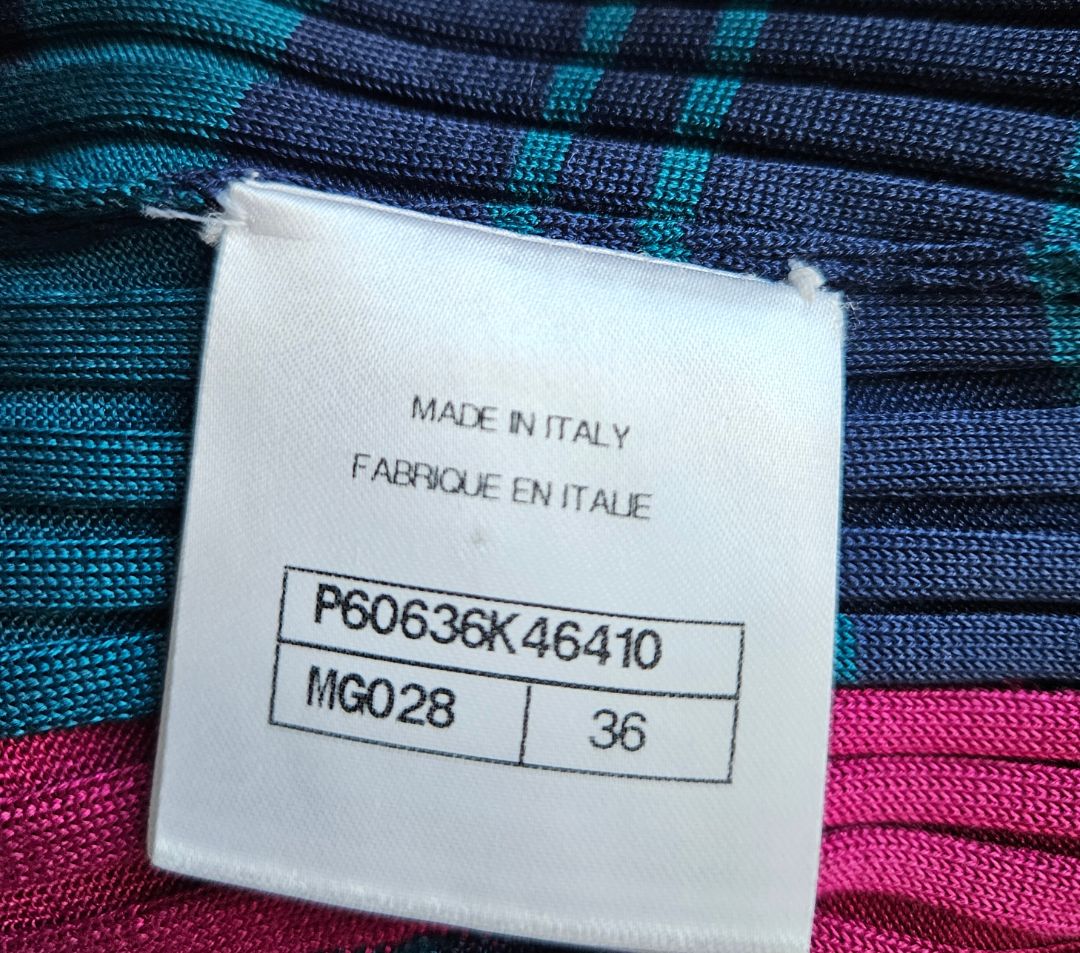 MADE IN ITALY
FABRIQUE EN ITALIE
P60636K46410
MG028 36